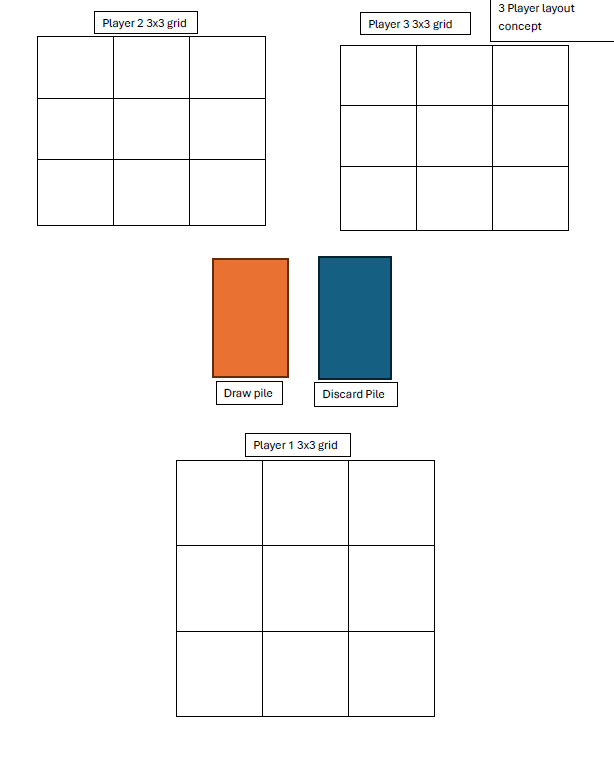 Player 2 3x3 grid
Player 3 3x3 grid
3 Player layout
concept
Draw pile
Discard Pile
Player 1 3x3 grid